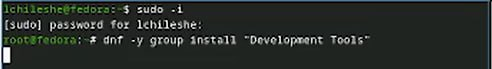 lchileshe@fedora:~$ sudo -i
[sudo] password for lchileshe:
root@fedora:~# dnf -y group install "Development Tools"